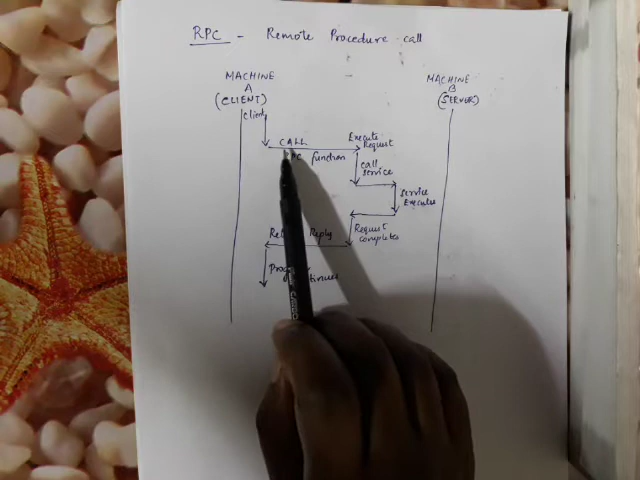 RPC - Remote Procedure call
MACHINE
A
(CLIENT)
MACHINE
B
(SERVER)
client
CALL
function
Execute
Request
call
service
service
Executes
Request
completes
Reply
continues